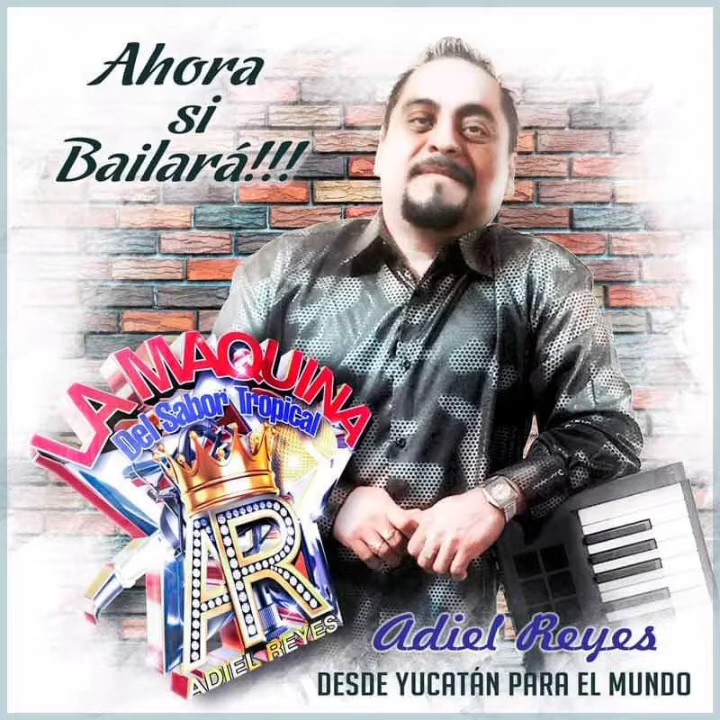 Ahora
si
Bailará!!!
LA MAQUINA
Del Sabor Tropical
AR
ADIEL REYES
Adiel Reyes
DESDE YUCATÁN PARA EL MUNDO